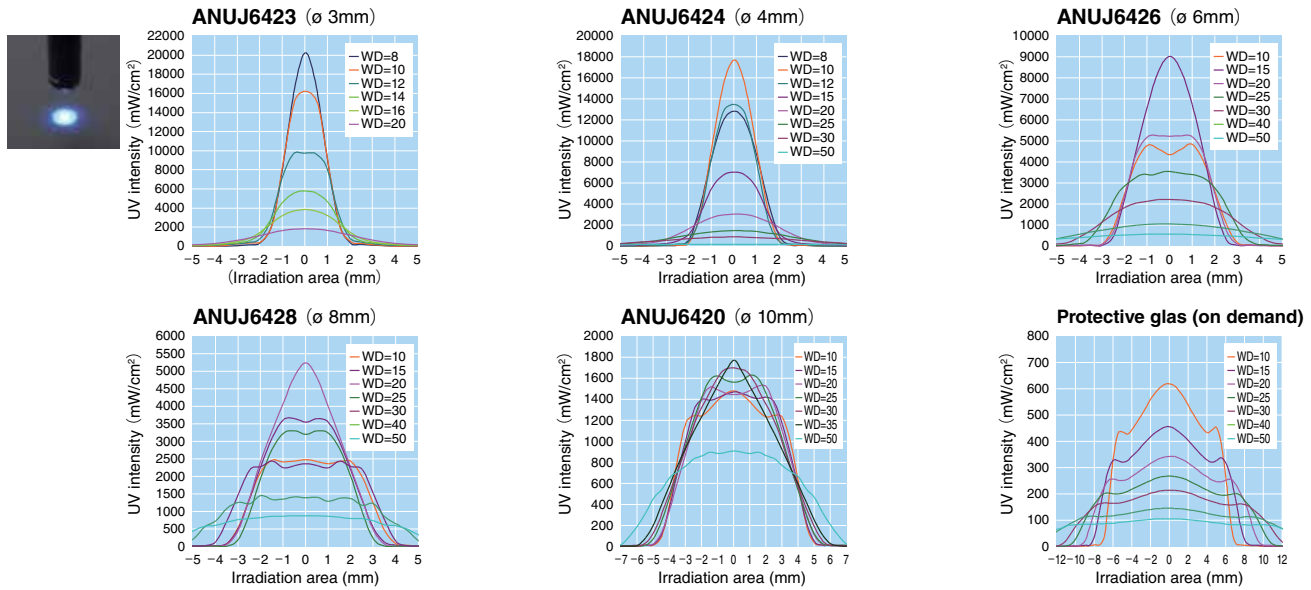 ANUJ6423 (ø 3mm)
UV intensity (mW/cm²)
22000
20000
18000
16000
14000
12000
10000
8000
6000
4000
2000
0
WD=8
WD=10
WD=12
WD=14
WD=16
WD=20
−5 −4 −3 −2 −1 0 1 2 3 4 5
(Irradiation area (mm)
ANUJ6424 (ø 4mm)
UV intensity (mW/cm²)
20000
18000
16000
14000
12000
10000
8000
6000
4000
2000
0
WD=8
WD=10
WD=12
WD=15
WD=20
WD=25
WD=30
WD=50
−5 −4 −3 −2 −1 0 1 2 3 4 5
Irradiation area (mm)
ANUJ6426 (ø 6mm)
UV intensity (mW/cm²)
10000
9000
8000
7000
6000
5000
4000
3000
2000
1000
0
WD=10
WD=15
WD=20
WD=25
WD=30
WD=40
WD=50
−5 −4 −3 −2 −1 0 1 2 3 4 5
Irradiation area (mm)
ANUJ6428 (ø 8mm)
UV intensity (mW/cm²)
6000
5500
5000
4500
4000
3500
3000
2500
2000
1500
1000
500
0
WD=10
WD=15
WD=20
WD=25
WD=30
WD=40
WD=50
−5 −4 −3 −2 −1 0 1 2 3 4 5
Irradiation area (mm)
ANUJ6420 (ø 10mm)
UV intensity (mW/cm²)
2000
1800
1600
1400
1200
1000
800
600
400
200
0
WD=10
WD=15
WD=20
WD=25
WD=30
WD=35
WD=50
−7 −6 −5 −4 −3 −2 −1 0 1 2 3 4 5 6 7
Irradiation area (mm)
Protective glas (on demand)
UV intensity (mW/cm²)
800
700
600
500
400
300
200
100
0
WD=10
WD=15
WD=20
WD=25
WD=30
WD=40
WD=50
−12 −10 −8 −6 −4 −2 0 2 4 6 8 10 12
Irradiation area (mm)